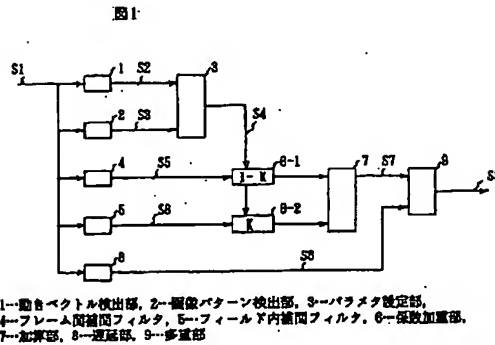 図1
S1
1
S2
3
2
S3
S4
4
S5
1-K
6-1
7
S7
9
5
S6
K
6-2
8
S8
1…動きベクトル検出部, 2…画像パターン検出部, 3…パラメタ設定部,
4…フレーム間補間フィルタ, 5…フィールド内補間フィルタ, 6…係数加重部,
7…加算部, 8…遅延部, 9…多重部